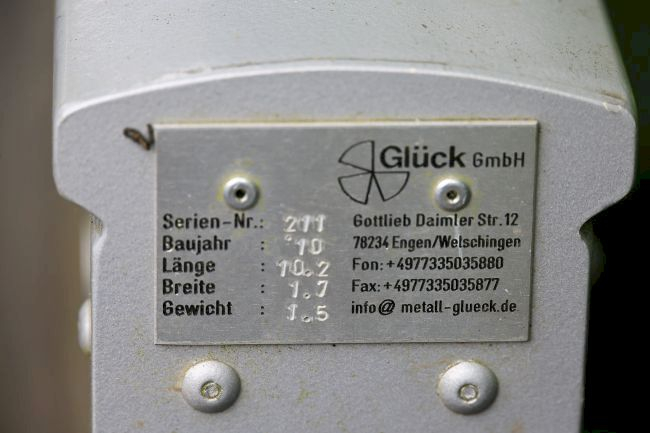 Glück GmbH
Serien-Nr.: 211
Baujahr : '10
Länge : 10.2
Breite : 1.7
Gewicht : 1.5
Gottlieb Daimler Str.12
78234 Engen/Welschingen
Fon: +4977335035880
Fax: +4977335035877
info@ metall-glueck.de